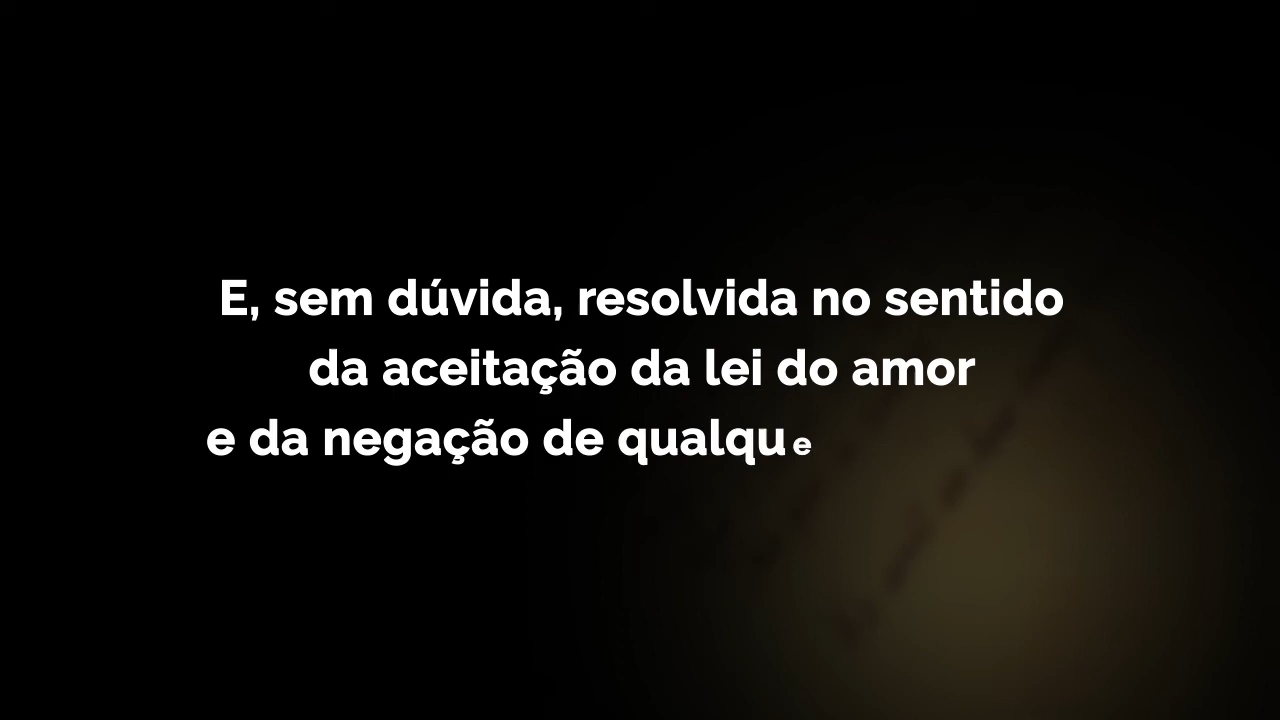 E, sem dúvida, resolvida no sentido
da aceitação da lei do amor
e da negação de qualque